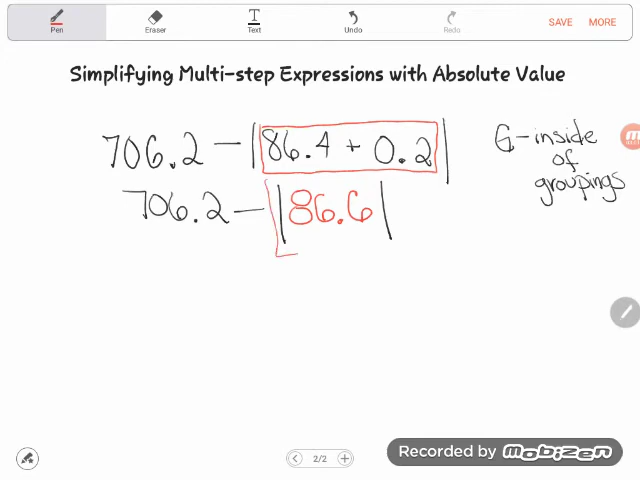 Pen Eraser Text Undo Redo SAVE MORE
Simplifying Multi-step Expressions with Absolute Value
706.2 - |86.4 + 0.2|
706.2 - |86.6|
G-inside
of
groupings
2/2
Recorded by mobizen